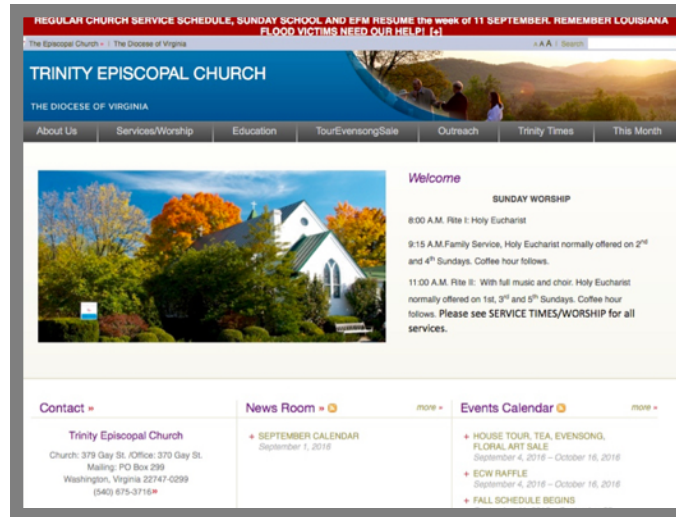 REGULAR CHURCH SERVICE SCHEDULE, SUNDAY SCHOOL AND EFM RESUME the week of 11 SEPTEMBER. REMEMBER LOUISIANA
FLOOD VICTIMS NEED OUR HELP! [+]
The Episcopal Church » | The Diocese of Virginia
A A A | Search
TRINITY EPISCOPAL CHURCH
THE DIOCESE OF VIRGINIA
About Us Services/Worship Education TourEvensongSale Outreach Trinity Times This Month
Welcome
SUNDAY WORSHIP
8:00 A.M. Rite I: Holy Eucharist
9:15 A.M.Family Service, Holy Eucharist normally offered on 2nd
and 4th Sundays. Coffee hour follows.
11:00 A.M. Rite II: With full music and choir. Holy Eucharist
normally offered on 1st, 3rd and 5th Sundays. Coffee hour
follows. Please see SERVICE TIMES/WORSHIP for all
services.
Contact »
Trinity Episcopal Church
Church: 379 Gay St. /Office: 370 Gay St.
Mailing: PO Box 299
Washington, Virginia 22747-0299
(540) 675-3716»
News Room »
more »
+ SEPTEMBER CALENDAR
September 1, 2016
Events Calendar
more »
+ HOUSE TOUR, TEA, EVENSONG,
FLORAL ART SALE
September 4, 2016 – October 16, 2016
+ ECW RAFFLE
September 4, 2016 – October 16, 2016
+ FALL SCHEDULE BEGINS